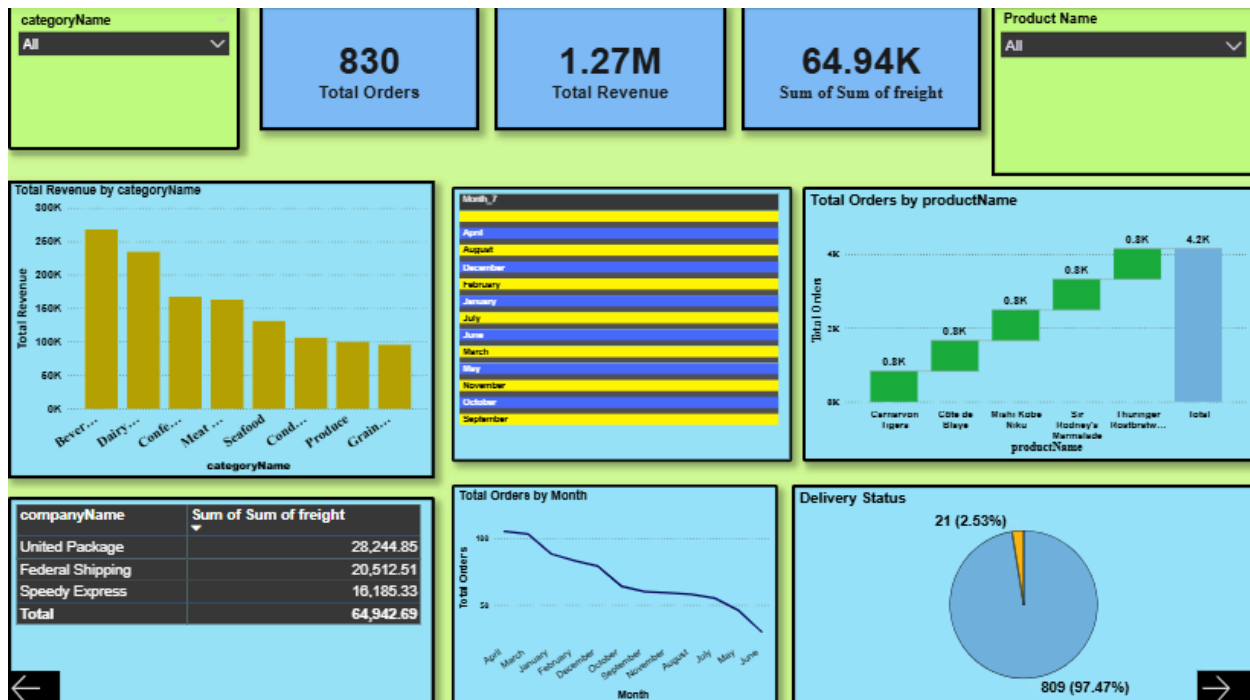 categoryName
All
830
Total Orders
1.27M
Total Revenue
64.94K
Sum of Sum of freight
Product Name
All
Total Revenue by categoryName
300K
250K
200K
150K
100K
50K
0K
Total Revenue
Bever...
Dairy...
Confe...
Meat ...
Seafood
Cond...
Produce
Grain...
categoryName
Month_7
April
August
December
February
January
July
June
March
May
November
October
September
Total Orders by productName
4K
2K
0K
Total Orders
0.8K
0.8K
0.8K
0.8K
0.8K
4.2K
Carnarvon
Tigers
Côte de
Blaye
Mishi Kobe
Niku
Sir
Rodney's
Marmalade
Thüringer
Rostbratw...
Total
productName
companyName Sum of Sum of freight
United Package 28,244.85
Federal Shipping 20,512.51
Speedy Express 16,185.33
Total 64,942.69
Total Orders by Month
100
50
Total Orders
April
March
January
February
December
October
September
November
August
July
May
June
Month
Delivery Status
21 (2.53%)
809 (97.47%)